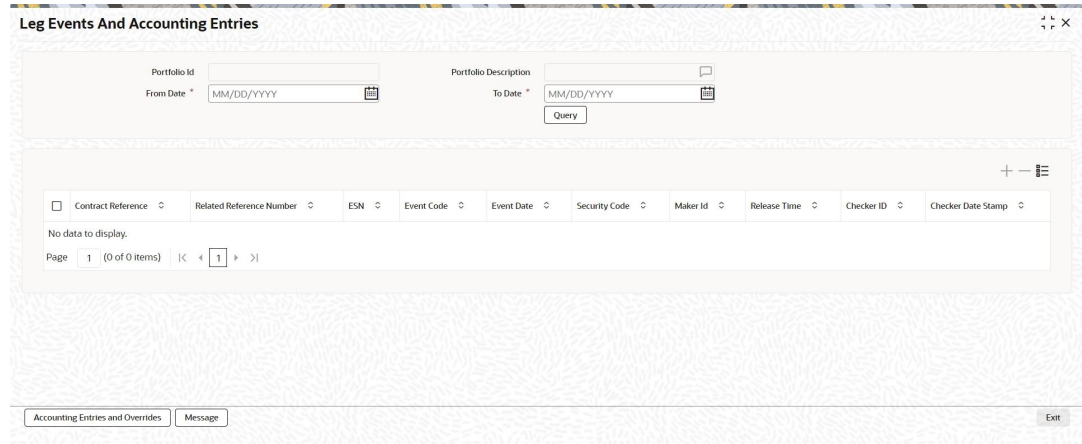 Leg Events And Accounting Entries
Portfolio Id
Portfolio Description
From Date * MM/DD/YYYY
To Date * MM/DD/YYYY
Query
Contract Reference Related Reference Number ESN Event Code Event Date Security Code Maker Id Release Time Checker ID Checker Date Stamp
No data to display.
Page 1 (0 of 0 items) 1
Accounting Entries and Overrides Message Exit